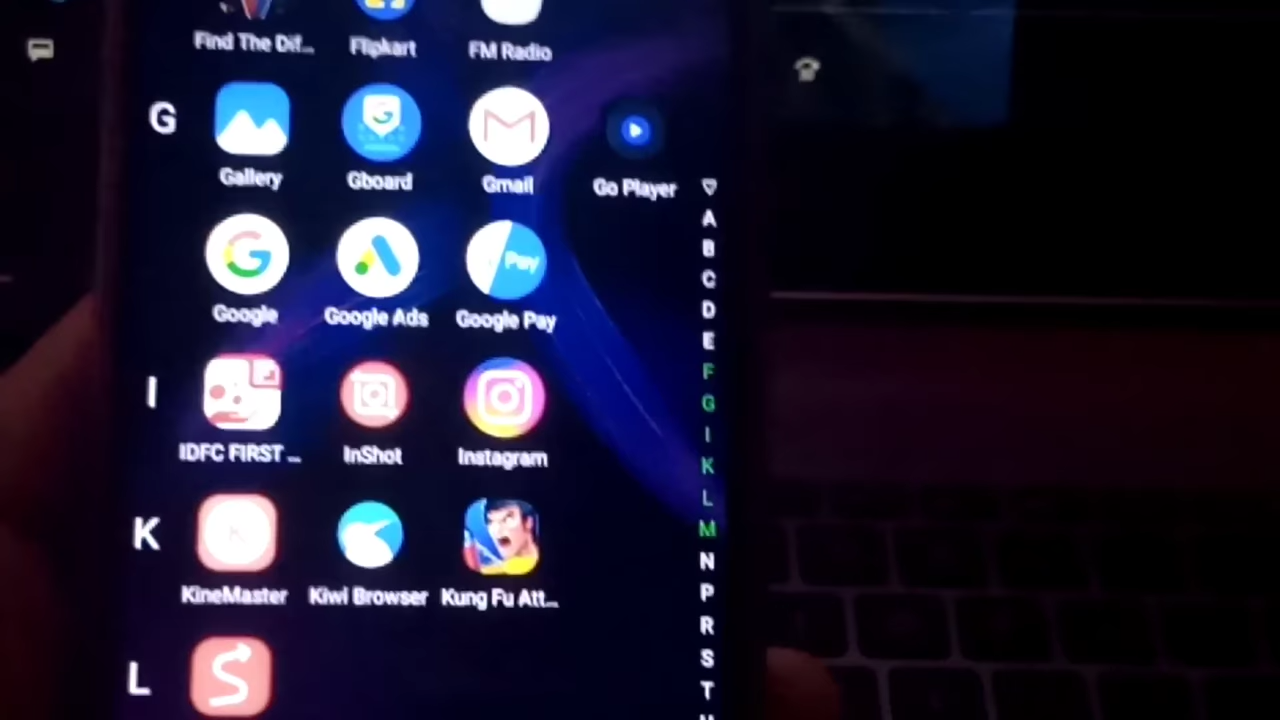 Find The Dif...
Flipkart
FM Radio
G
Gallery
Gboard
Gmail
Go Player
Google
Google Ads
Pay
Google Pay
I
IDFC FIRST ...
InShot
Instagram
K
KineMaster
Kiwi Browser
Kung Fu Att...
L
A
B
C
D
E
F
G
I
K
L
M
N
P
R
S
T